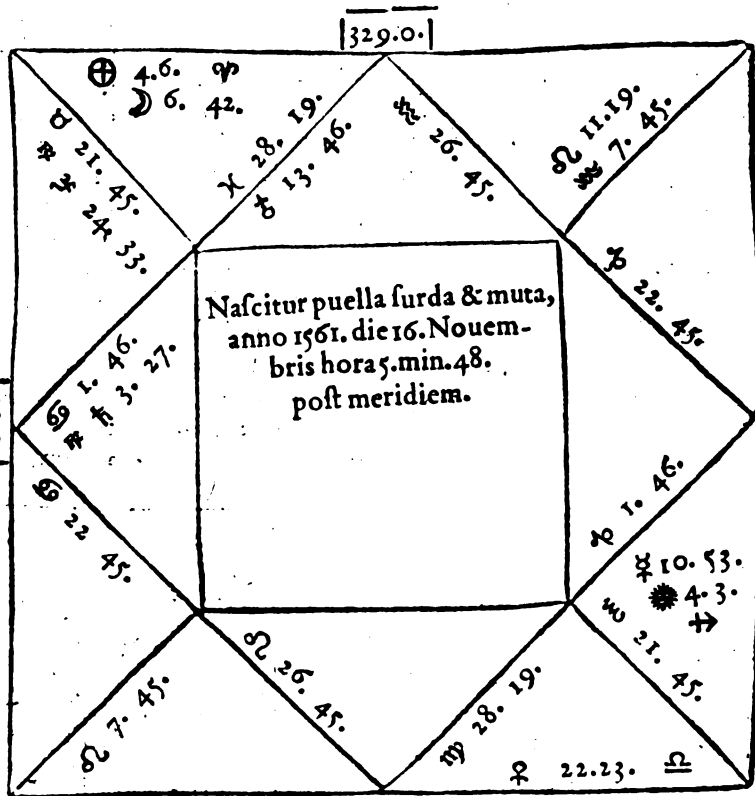 329.0.
⊕ 4.6. ♈
☽ 6. 42.
♉ 21. 45.
♃ 24 33.
♓ 28. 19.
♂ 13. 46.
♒ 26. 45.
☊ 11.19.
♒ 7. 45.
♑ 22. 45.
Naſcitur puella ſurda & muta,
anno 1561. die 16. Nouem-
bris hora 5. min. 48.
poſt meridiem.
♋ 1. 46.
♄ 3. 27.
♋ 22 45.
♑ 1. 46.
☿ 10. 53.
☉ 4. 3.
♐
♏ 21. 45.
♌ 7. 45.
♌ 26. 45.
♍ 28. 19.
♀ 22.23. ♎